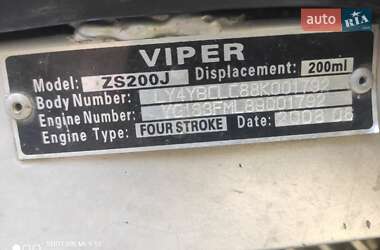 auto RIA.com
VIPER
Model: ZS200J Displacement: 200ml
Body Number: LY4YBCLC88K001792
Engine Number:
Engine Type: FOUR STROKE Date: 2008 08